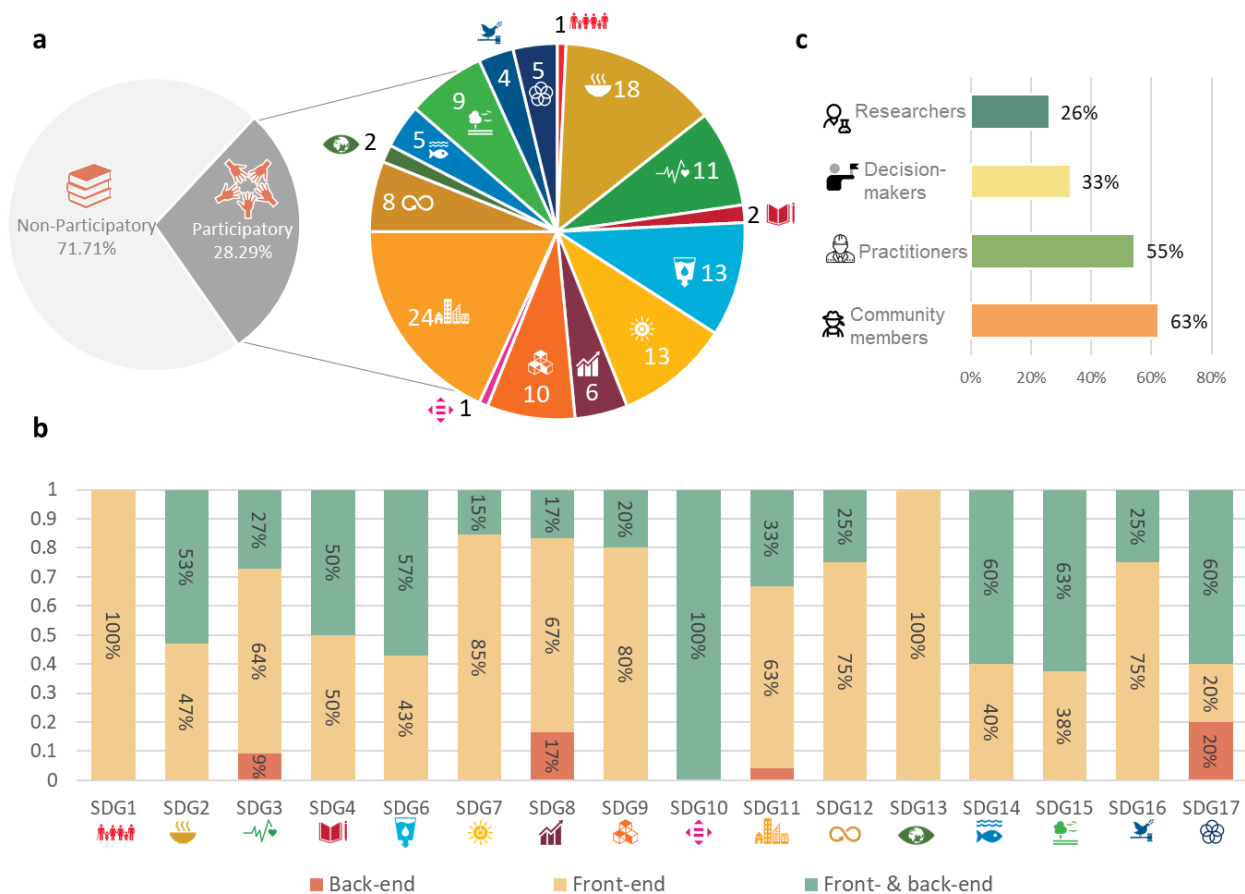 a
Non-Participatory
71.71%
Participatory
28.29%
1
18
11
2
13
13
6
10
1
24
8
2
5
9
4
5
c
Researchers
26%
Decision-
makers
33%
Practitioners
55%
Community
members
63%
0%
20%
40%
60%
80%
b
1
0.9
0.8
0.7
0.6
0.5
0.4
0.3
0.2
0.1
0
100%
53%
47%
27%
64%
9%
50%
50%
57%
43%
15%
85%
17%
67%
17%
20%
80%
100%
33%
63%
25%
75%
100%
60%
40%
63%
38%
25%
75%
60%
20%
20%
SDG1
SDG2
SDG3
SDG4
SDG6
SDG7
SDG8
SDG9
SDG10
SDG11
SDG12
SDG13
SDG14
SDG15
SDG16
SDG17
Back-end
Front-end
Front- & back-end